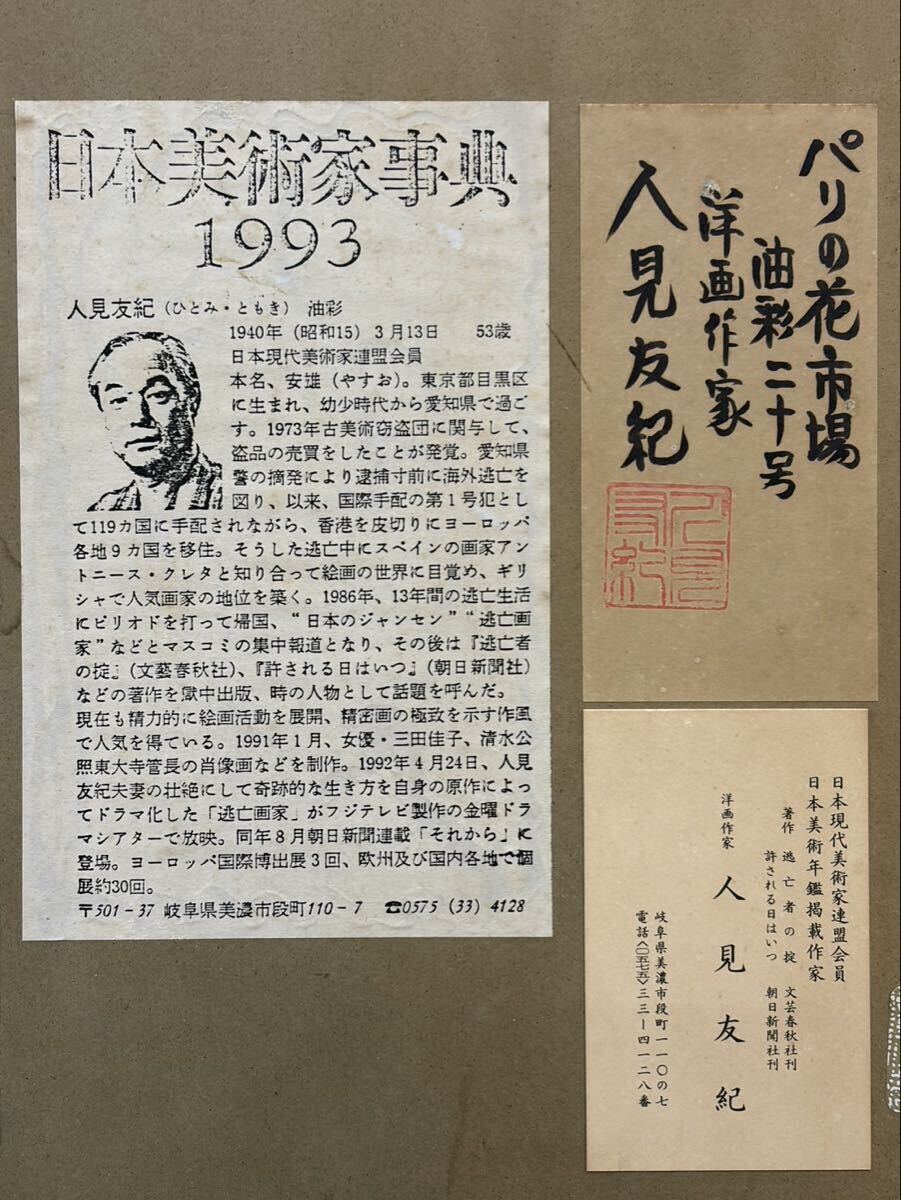 日本美術家事典
1993
人見友紀(ひとみ・ともき) 油彩
1940年(昭和15)3月13日 53歳
日本現代美術家連盟会員
本名、安雄(やすお)。東京都目黒区
に生まれ、幼少時代から愛知県で過ご
す。1973年古美術窃盗団に関与して、
盗品の売買をしたことが発覚。愛知県
警の摘発により逮捕寸前に海外逃亡を
図り、以来、国際手配の第1号犯とし
て119カ国に手配されながら、香港を皮切りにヨーロッパ
各地9カ国を移住。そうした逃亡中にスペインの画家アン
トニース・クレタと知り合って絵画の世界に目覚め、ギリ
シャで人気画家の地位を築く。1986年、13年間の逃亡生活
にピリオドを打って帰国、“日本のジャンセン”“逃亡画
家”などとマスコミの集中報道となり、その後は『逃亡者
の掟』(文藝春秋社)、『許される日はいつ』(朝日新聞社)
などの著作を獄中出版、時の人物として話題を呼んだ。
現在も精力的に絵画活動を展開、精密画の極致を示す作風
で人気を得ている。1991年1月、女優・三田佳子、清水公
照東大寺管長の肖像画などを制作。1992年4月24日、人見
友紀夫妻の壮絶にして奇跡的な生き方を自身の原作によっ
てドラマ化した「逃亡画家」がフジテレビ製作の金曜ドラ
マシアターで放映。同年8月朝日新聞連載「それから」に
登場。ヨーロッパ国際博出展3回、欧州及び国内各地で個
展約30回。
〒501-37 岐阜県美濃市段町110-7 ☎0575(33)4128
パリの花市場
油彩二十号
洋画作家
人見友紀
人見友紀
日本現代美術家連盟会員
日本美術年鑑掲載作家
著作 逃亡者の掟 文芸春秋社刊
許される日はいつ 朝日新聞社刊
洋画作家 人見友紀
岐阜県美濃市段町一一〇の七
電話〈〇五七五〉三三ー四一二八番